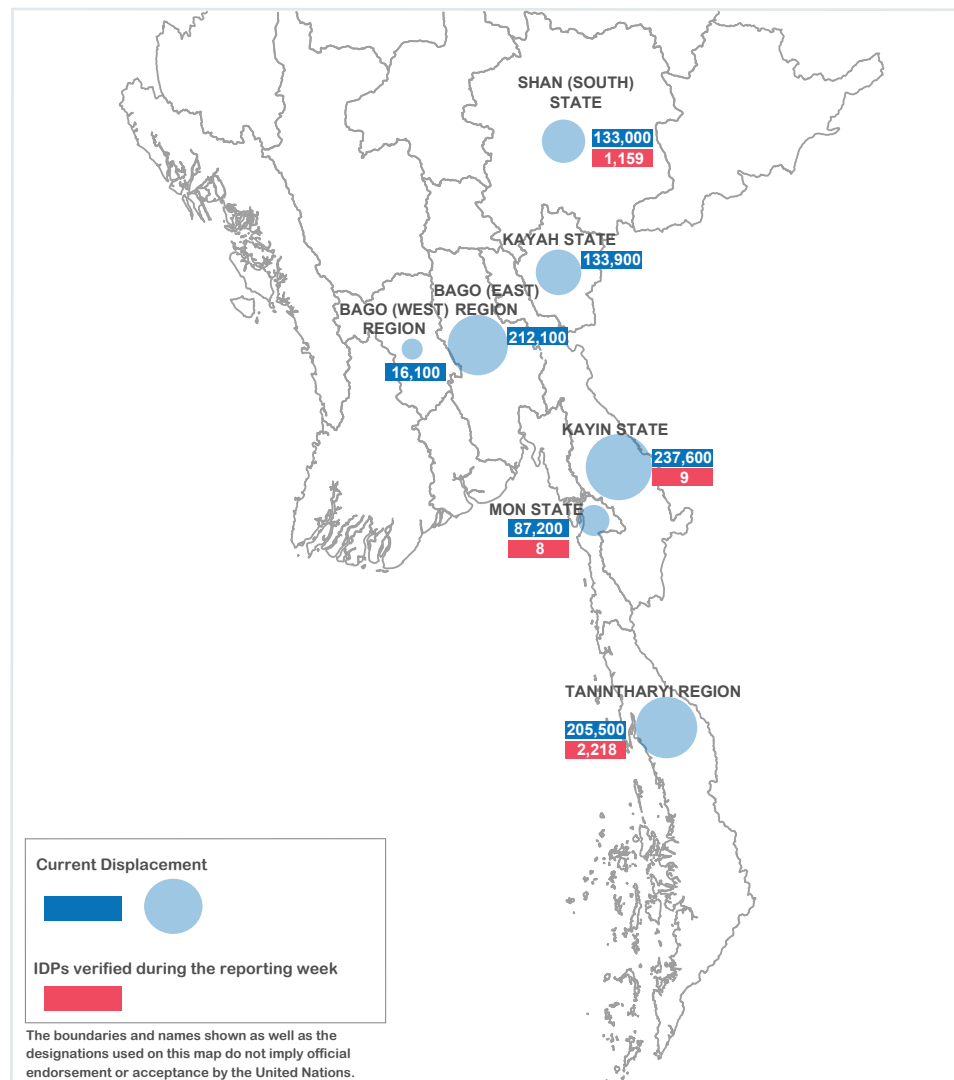 SHAN (SOUTH)
STATE
133,000
1,159
KAYAH STATE
133,900
BAGO (EAST)
REGION
212,100
BAGO (WEST)
REGION
16,100
KAYIN STATE
237,600
9
MON STATE
87,200
8
TANINTHARYI REGION
205,500
2,218
Current Displacement
IDPs verified during the reporting week
The boundaries and names shown as well as the
designations used on this map do not imply official
endorsement or acceptance by the United Nations.